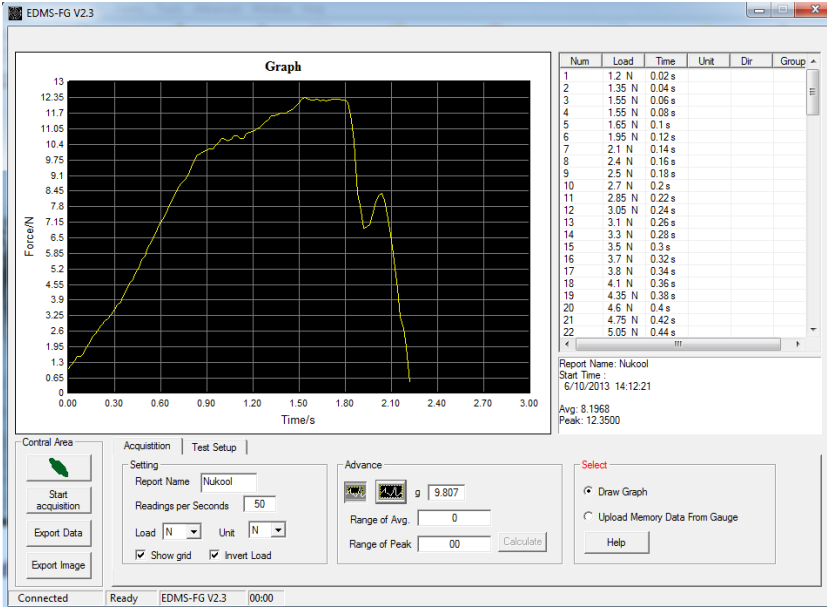 EDMS-FG V2.3
Graph
13
12.35
11.7
11.05
10.4
9.75
9.1
8.45
7.8
7.15
6.5
5.85
5.2
4.55
3.9
3.25
2.6
1.95
1.3
0.65
0
Force/N
0.00 0.30 0.60 0.90 1.20 1.50 1.80 2.10 2.40 2.70 3.00
Time/s
Num Load Time Unit Dir Group
1 1.2 N 0.02 s
2 1.35 N 0.04 s
3 1.55 N 0.06 s
4 1.55 N 0.08 s
5 1.65 N 0.1 s
6 1.95 N 0.12 s
7 2.1 N 0.14 s
8 2.4 N 0.16 s
9 2.5 N 0.18 s
10 2.7 N 0.2 s
11 2.85 N 0.22 s
12 3.05 N 0.24 s
13 3.1 N 0.26 s
14 3.3 N 0.28 s
15 3.5 N 0.3 s
16 3.7 N 0.32 s
17 3.8 N 0.34 s
18 4.1 N 0.36 s
19 4.35 N 0.38 s
20 4.6 N 0.4 s
21 4.75 N 0.42 s
22 5.05 N 0.44 s
Report Name: Nukool
Start Time :
6/10/2013 14:12:21
Avg: 8.1968
Peak: 12.3500
Contral Area
Start acquisition
Export Data
Export Image
Acquistition Test Setup
Setting
Report Name Nukool
Readings per Seconds 50
Load N Unit N
Show grid Invert Load
Advance
g 9.807
Range of Avg. 0
Range of Peak 00 Calculate
Select
Draw Graph
Upload Memory Data From Gauge
Help
Connected Ready EDMS-FG V2.3 00:00